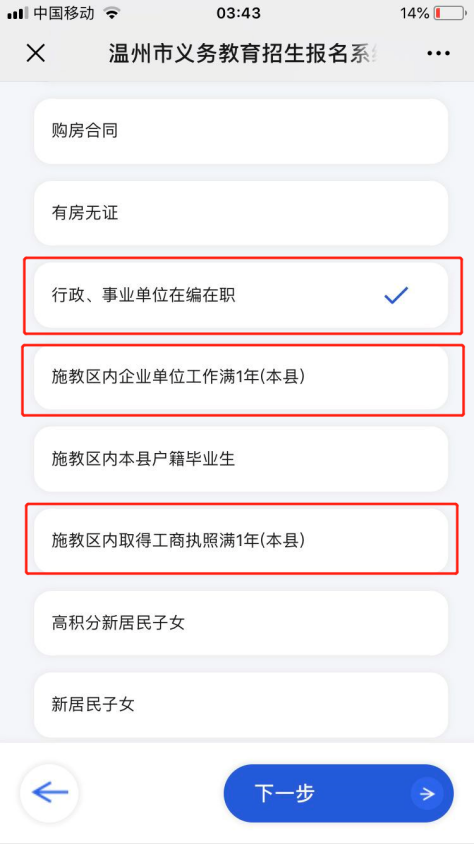 中国移动 03:43 14%
温州市义务教育招生报名系
购房合同
有房无证
行政、事业单位在编在职
施教区内企业单位工作满1年(本县)
施教区内本县户籍毕业生
施教区内取得工商执照满1年(本县)
高积分新居民子女
新居民子女
下一步